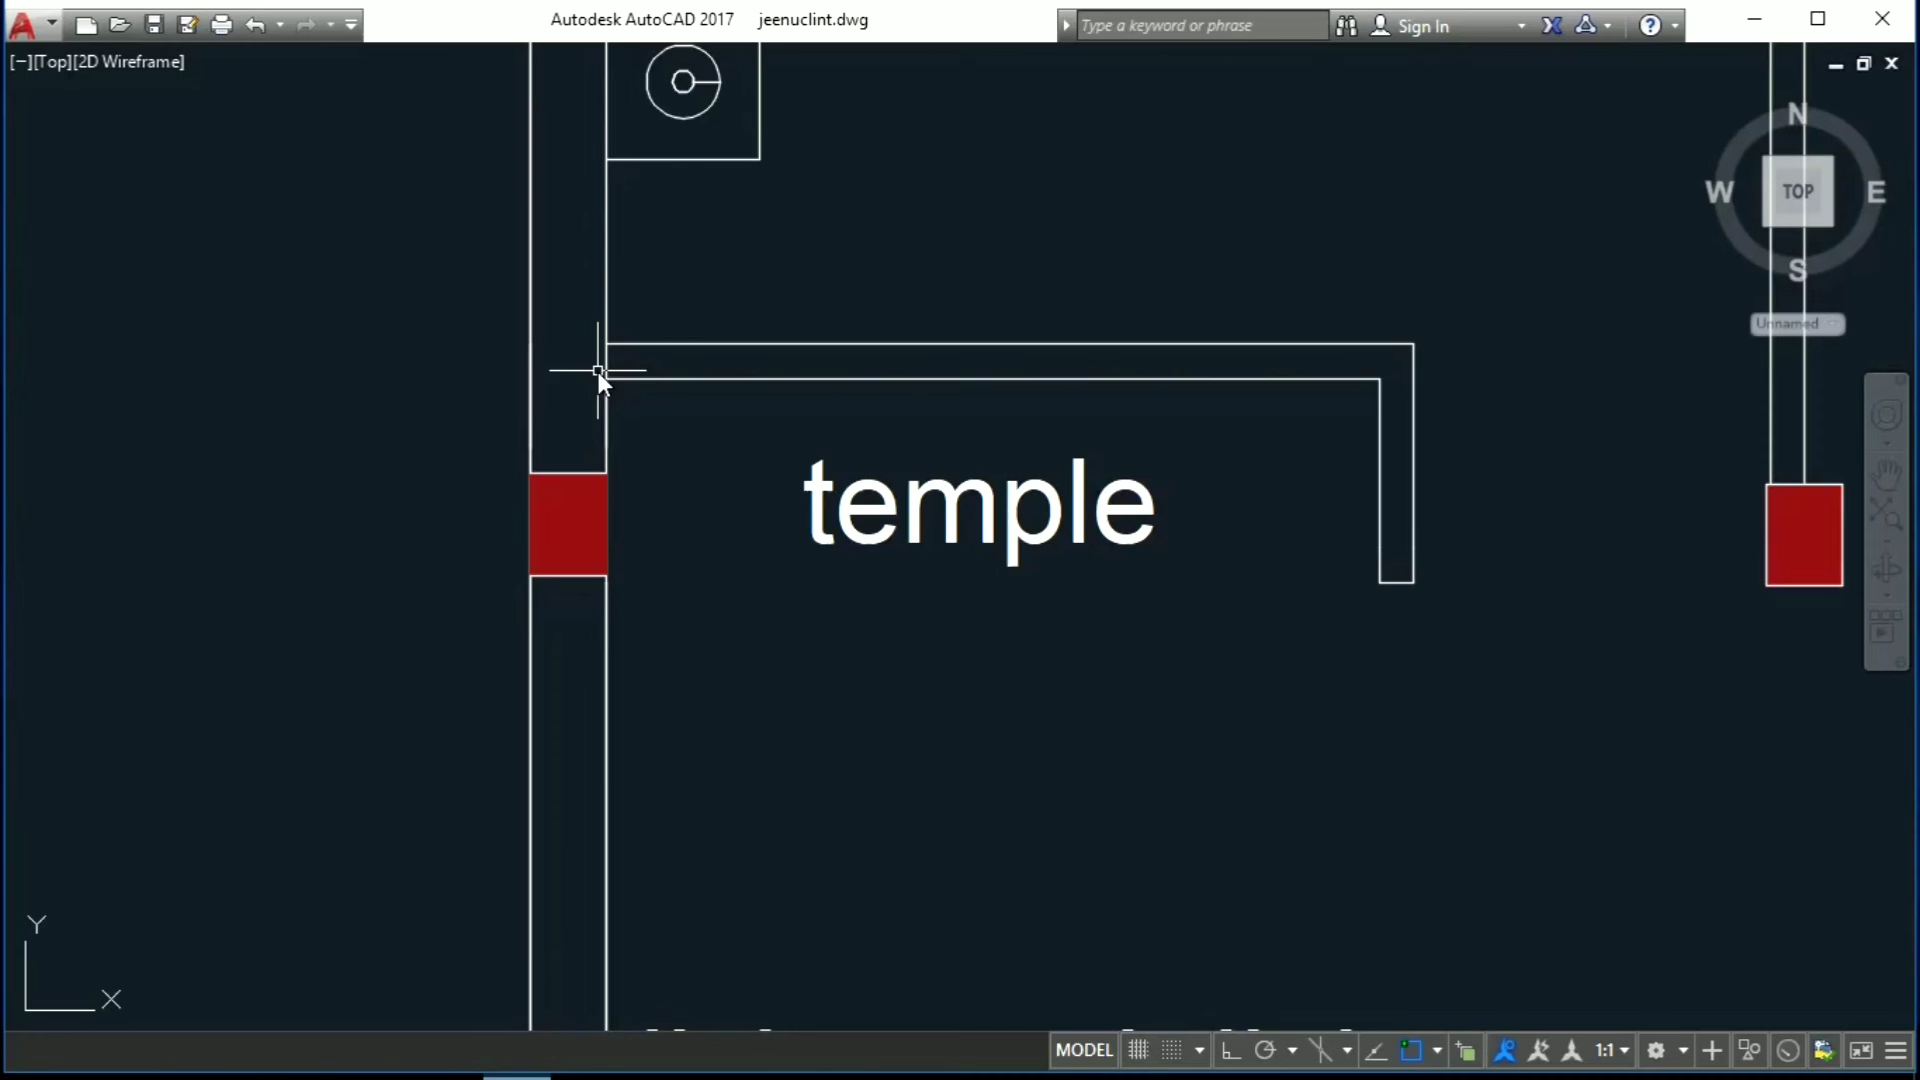 Autodesk AutoCAD 2017 jeenuclint.dwg
Type a keyword or phrase
Sign In
[−][Top][2D Wireframe]
N
W TOP E
S
Unnamed
temple
Y
X
MODEL
1:1